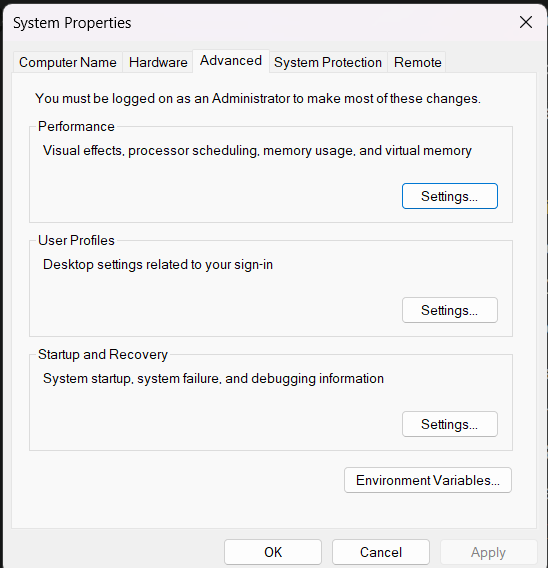 System Properties
Computer Name
Hardware
Advanced
System Protection
Remote
You must be logged on as an Administrator to make most of these changes.
Performance
Visual effects, processor scheduling, memory usage, and virtual memory
Settings...
User Profiles
Desktop settings related to your sign-in
Settings...
Startup and Recovery
System startup, system failure, and debugging information
Settings...
Environment Variables...
OK
Cancel
Apply